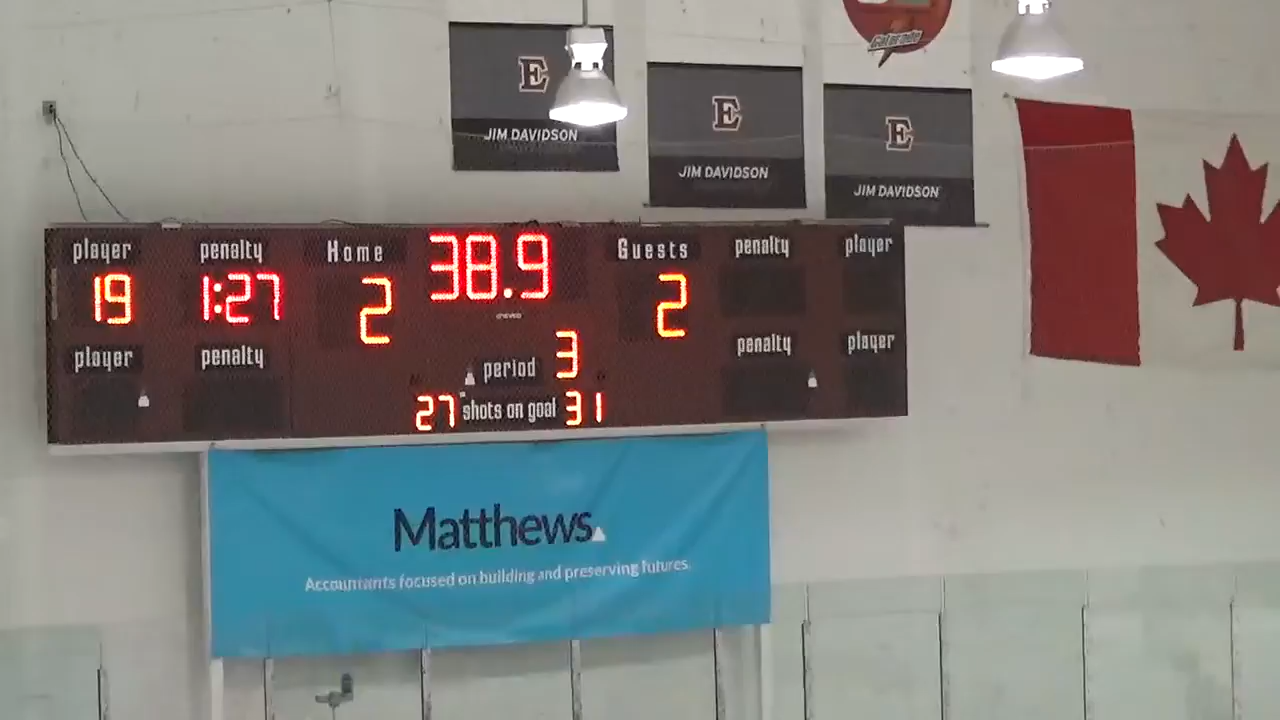 Gatorade
E
JIM DAVIDSON
E
JIM DAVIDSON
E
JIM DAVIDSON
player penalty Home 38.9 Guests penalty player
19 1:27 2 2
player penalty period 3 penalty player
27 shots on goal 31
Matthews
Accountants focused on building and preserving futures.